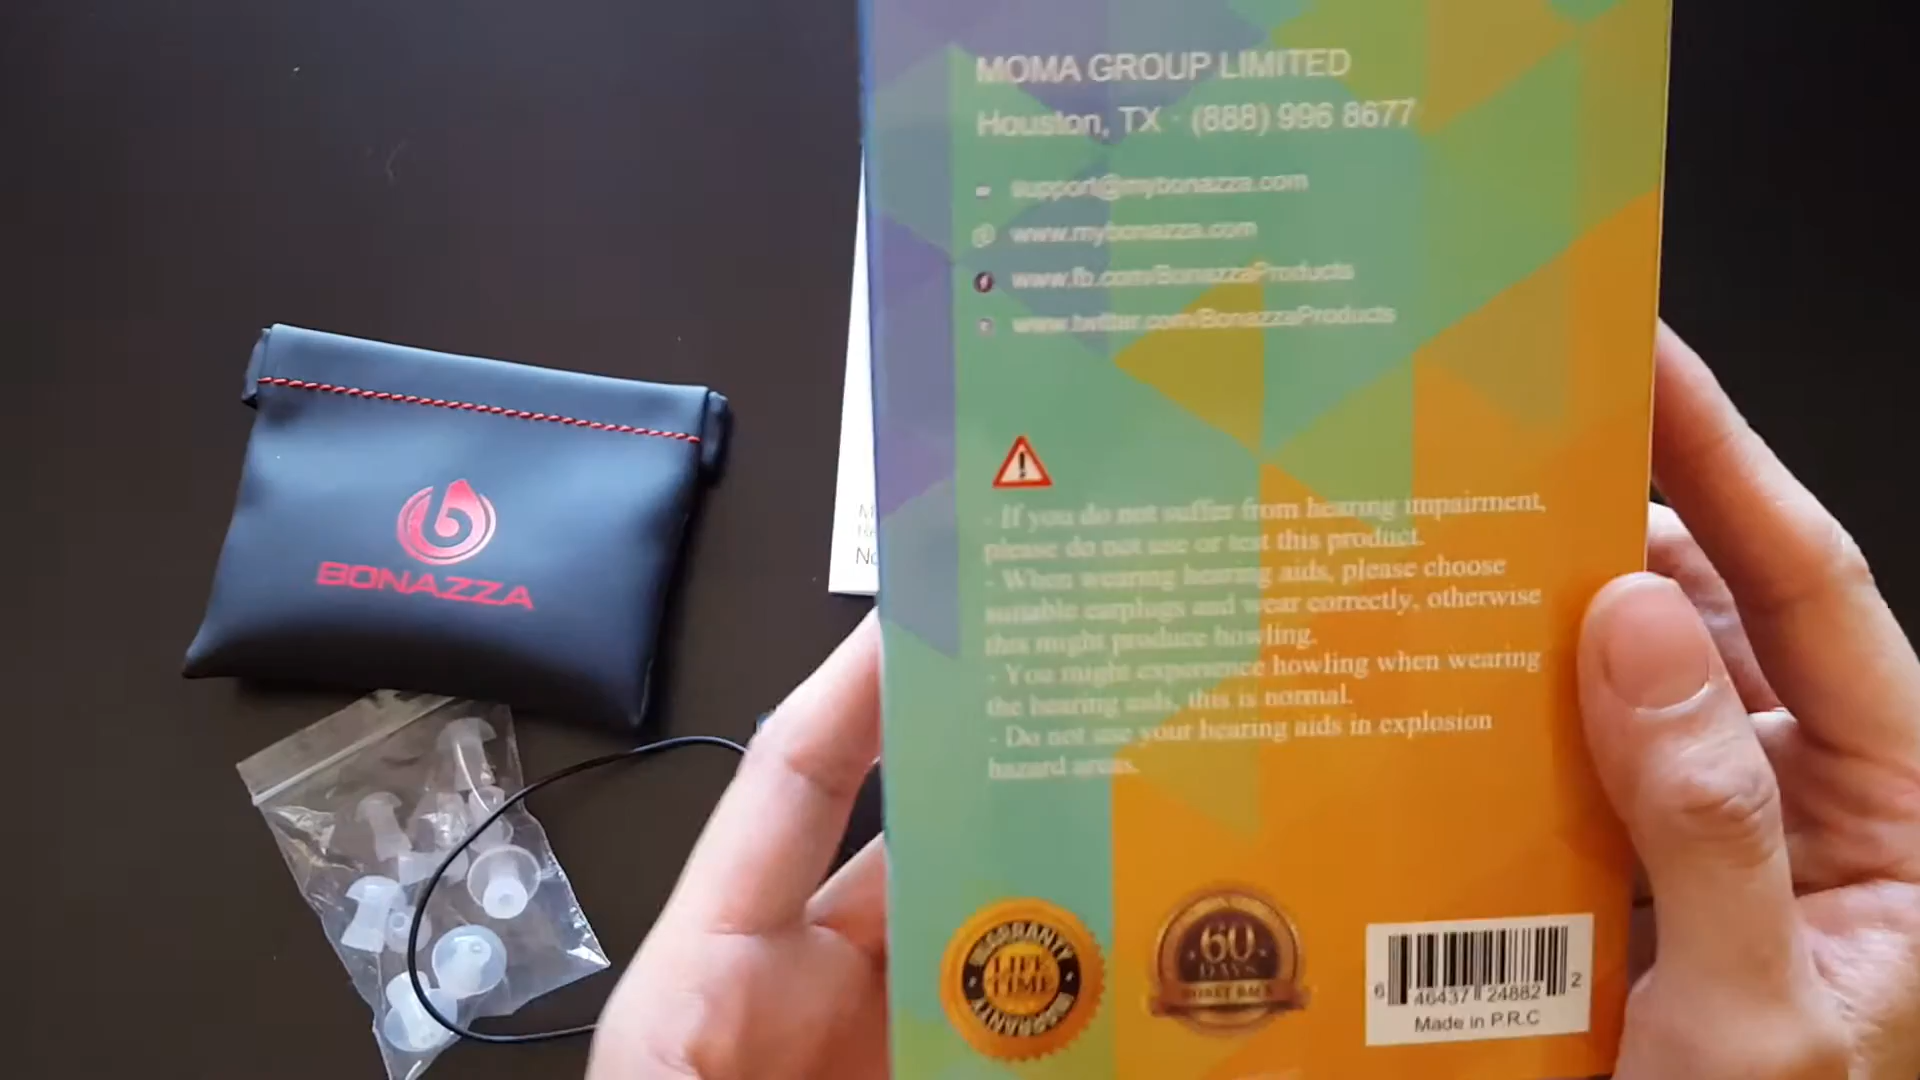 MOMA GROUP LIMITED
Houston, TX · (888) 996 8677
support@mybonazza.com
www.mybonazza.com
www.fb.com/BonazzaProducts
www.twitter.com/BonazzaProducts
- If you do not suffer from hearing impairment,
please do not use or test this product.
- When wearing hearing aids, please choose
suitable earplugs and wear correctly, otherwise
this might produce howling.
- You might experience howling when wearing
the hearing aids, this is normal.
- Do not use your hearing aids in explosion
hazard areas.
b
BONAZZA
WARRANTY
LIFE
TIME
WARRANTY
60
DAYS
MONEY BACK
6 46437 24882 2
Made in P.R.C